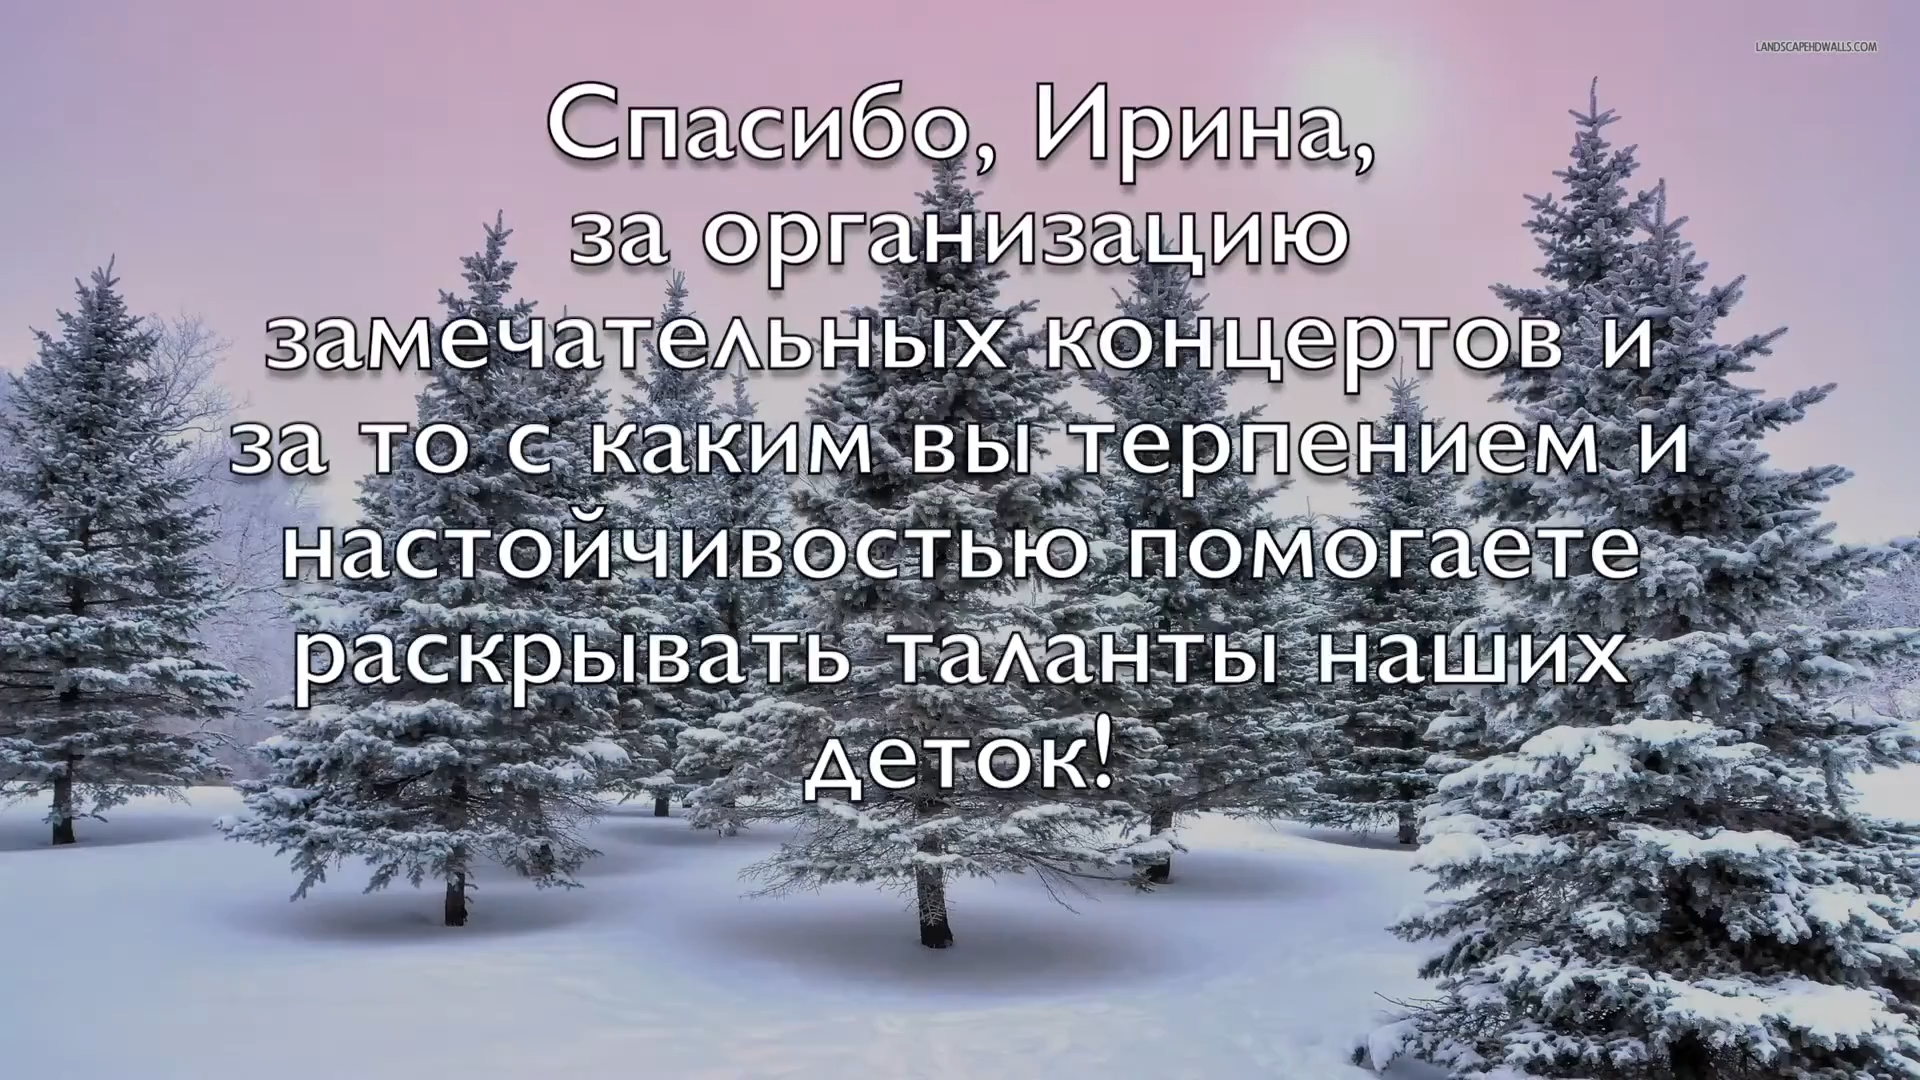 LANDSCAPEHDWALLS.COM
Спасибо, Ирина,
за организацию
замечательных концертов и
за то с каким вы терпением и
настойчивостью помогаете
раскрывать таланты наших
деток!